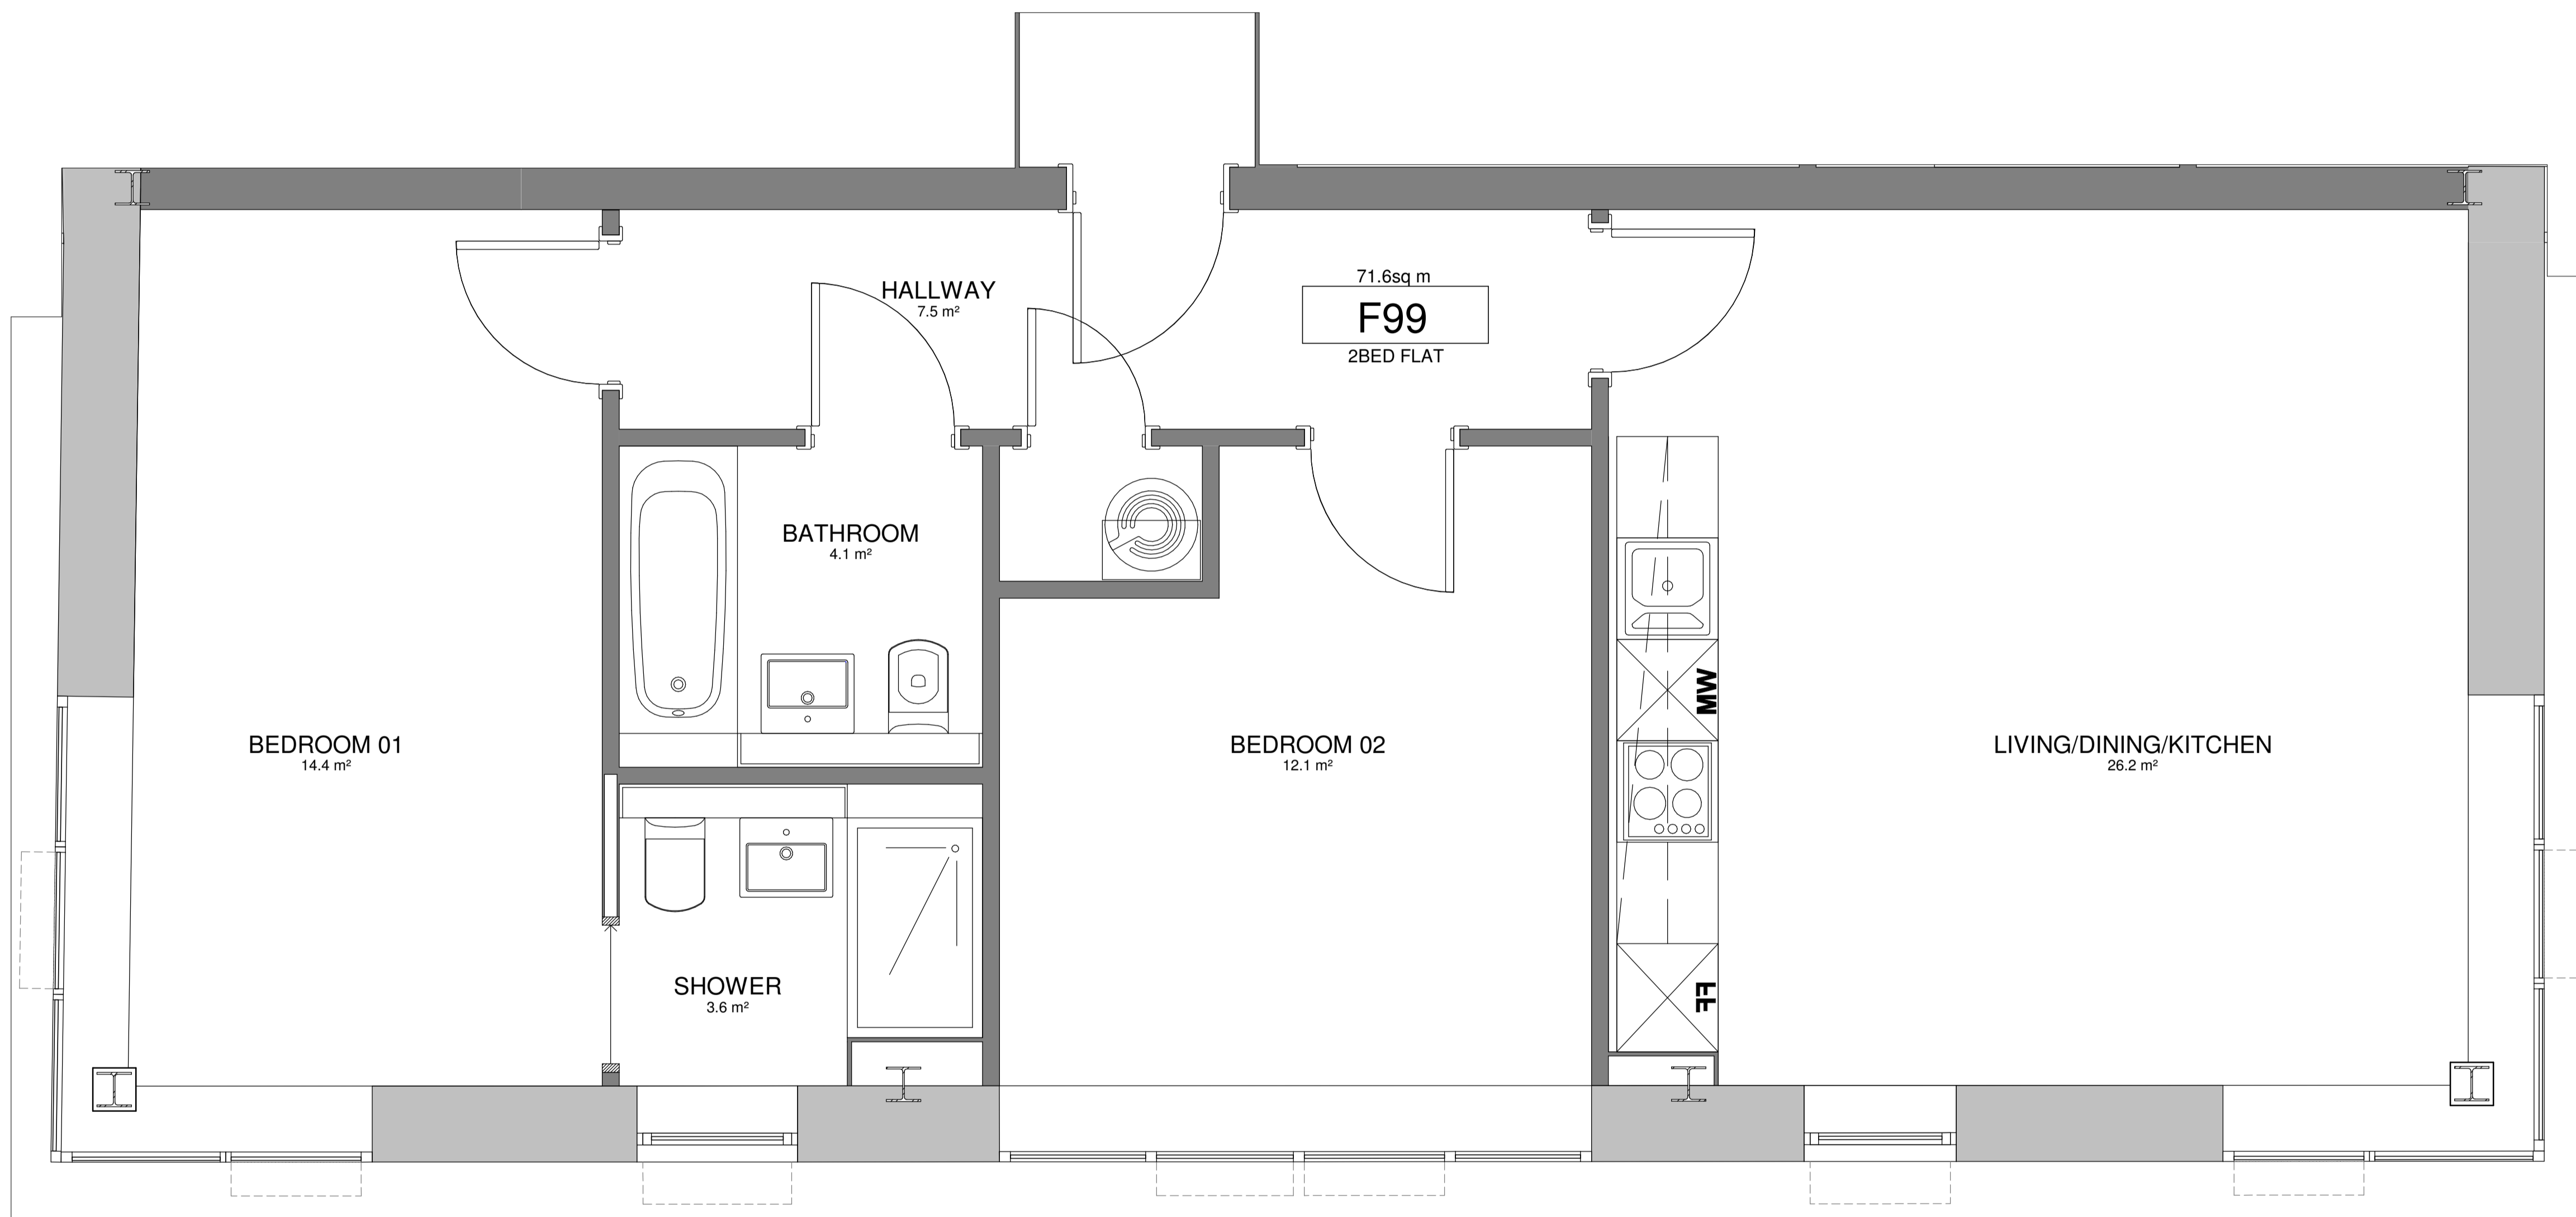 HALLWAY
7.5 m²
71.6sq m
F99
2BED FLAT
BATHROOM
4.1 m²
BEDROOM 01
14.4 m²
BEDROOM 02
12.1 m²
LIVING/DINING/KITCHEN
26.2 m²
MW
SHOWER
3.6 m²
FF